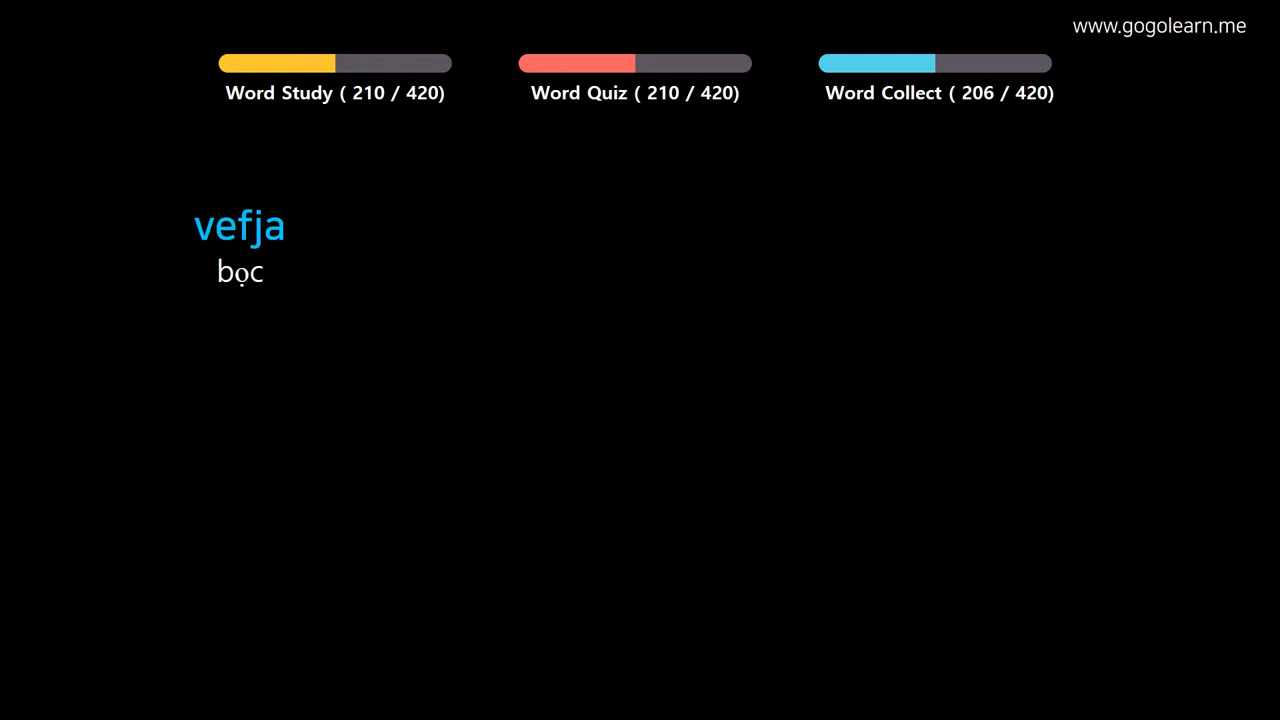 www.gogolearn.me
Word Study ( 210 / 420)
Word Quiz ( 210 / 420)
Word Collect ( 206 / 420)
vefja
bọc